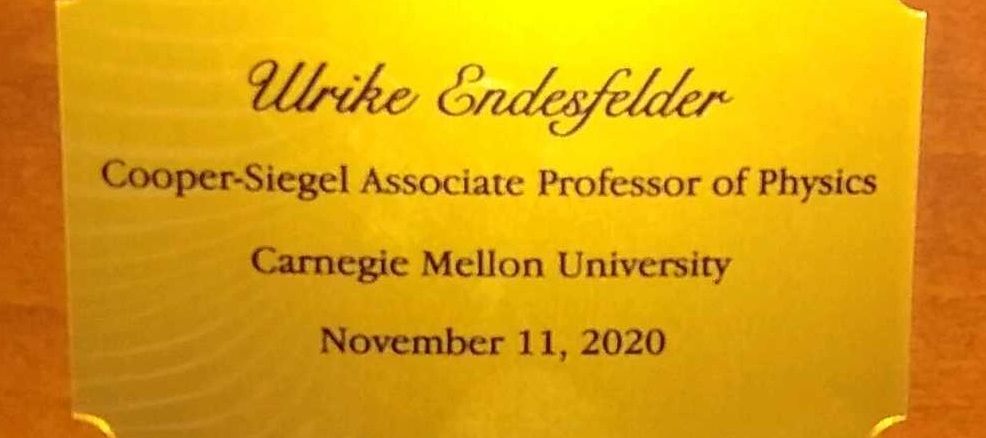 Ulrike Endesfelder
Cooper-Siegel Associate Professor of Physics
Carnegie Mellon University
November 11, 2020